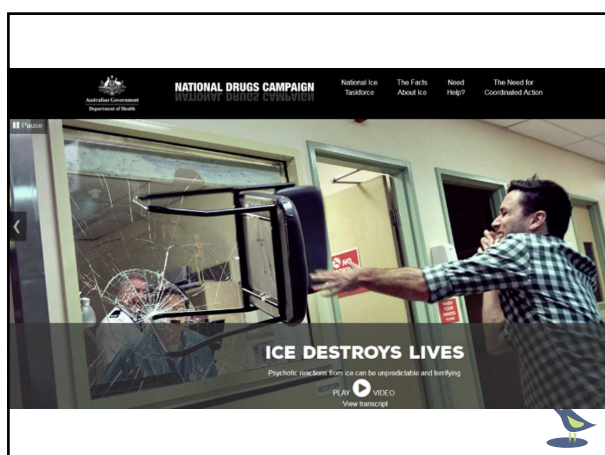 Australian Government
Department of Health
NATIONAL DRUGS CAMPAIGN
National Ice
Taskforce
The Facts
About Ice
Need
Help?
The Need for
Coordinated Action
Pause
NO
ICE DESTROYS LIVES
Psychotic reactions from ice can be unpredictable and terrifying
PLAY VIDEO
View transcript